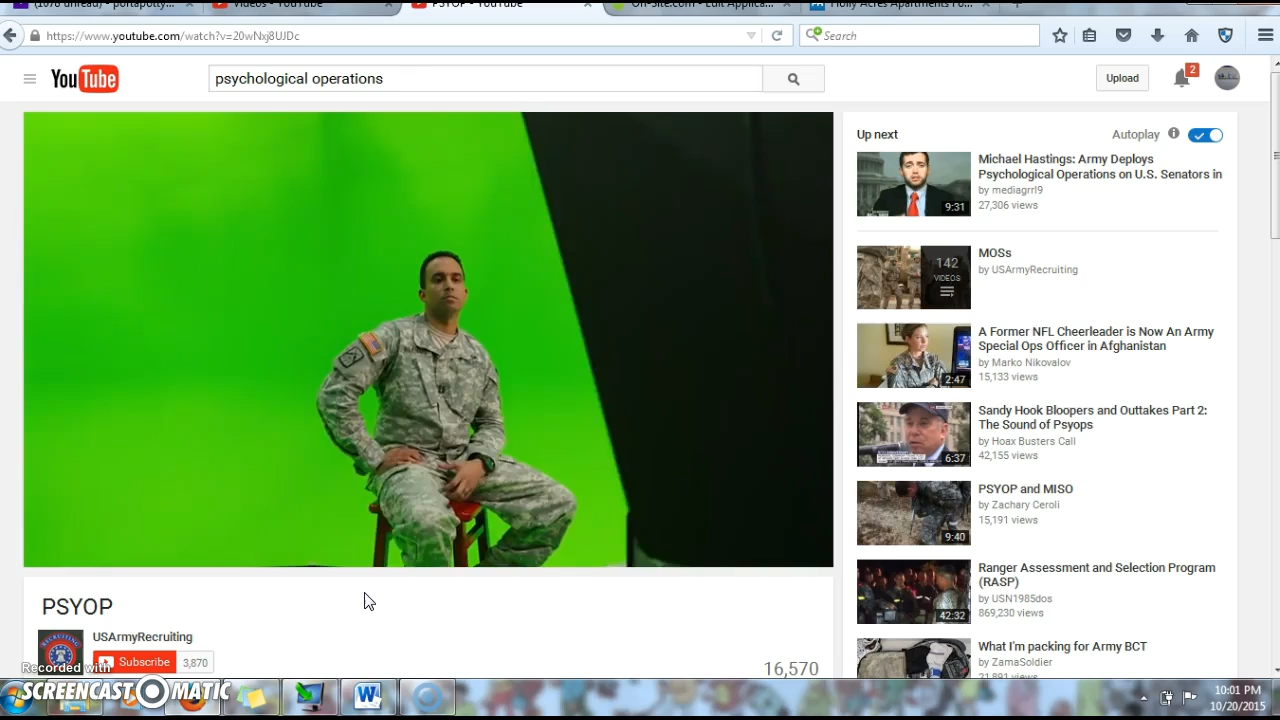 (1070 unread) - portapotty...
Videos - YouTube
PSYOP - YouTube
On-Site.com - Edit Applica...
Holly Acres Apartments Fo...
https://www.youtube.com/watch?v=20wNxj8UJDc
Search
YouTube
psychological operations
Upload
2
Up next
Autoplay
Michael Hastings: Army Deploys
Psychological Operations on U.S. Senators in
by mediagrrl9
27,306 views
9:31
MOSs
by USArmyRecruiting
142
VIDEOS
A Former NFL Cheerleader is Now An Army
Special Ops Officer in Afghanistan
by Marko Nikovalov
15,133 views
2:47
Sandy Hook Bloopers and Outtakes Part 2:
The Sound of Psyops
by Hoax Busters Call
42,155 views
6:37
PSYOP and MISO
by Zachary Ceroli
15,191 views
9:40
Ranger Assessment and Selection Program
(RASP)
by USN1985dos
869,230 views
42:32
What I'm packing for Army BCT
by ZamaSoldier
21,891 views
PSYOP
RECRUITING
USArmyRecruiting
Subscribe 3,870
16,570
Recorded with
SCREENCAST-O-MATIC
10:01 PM
10/20/2015